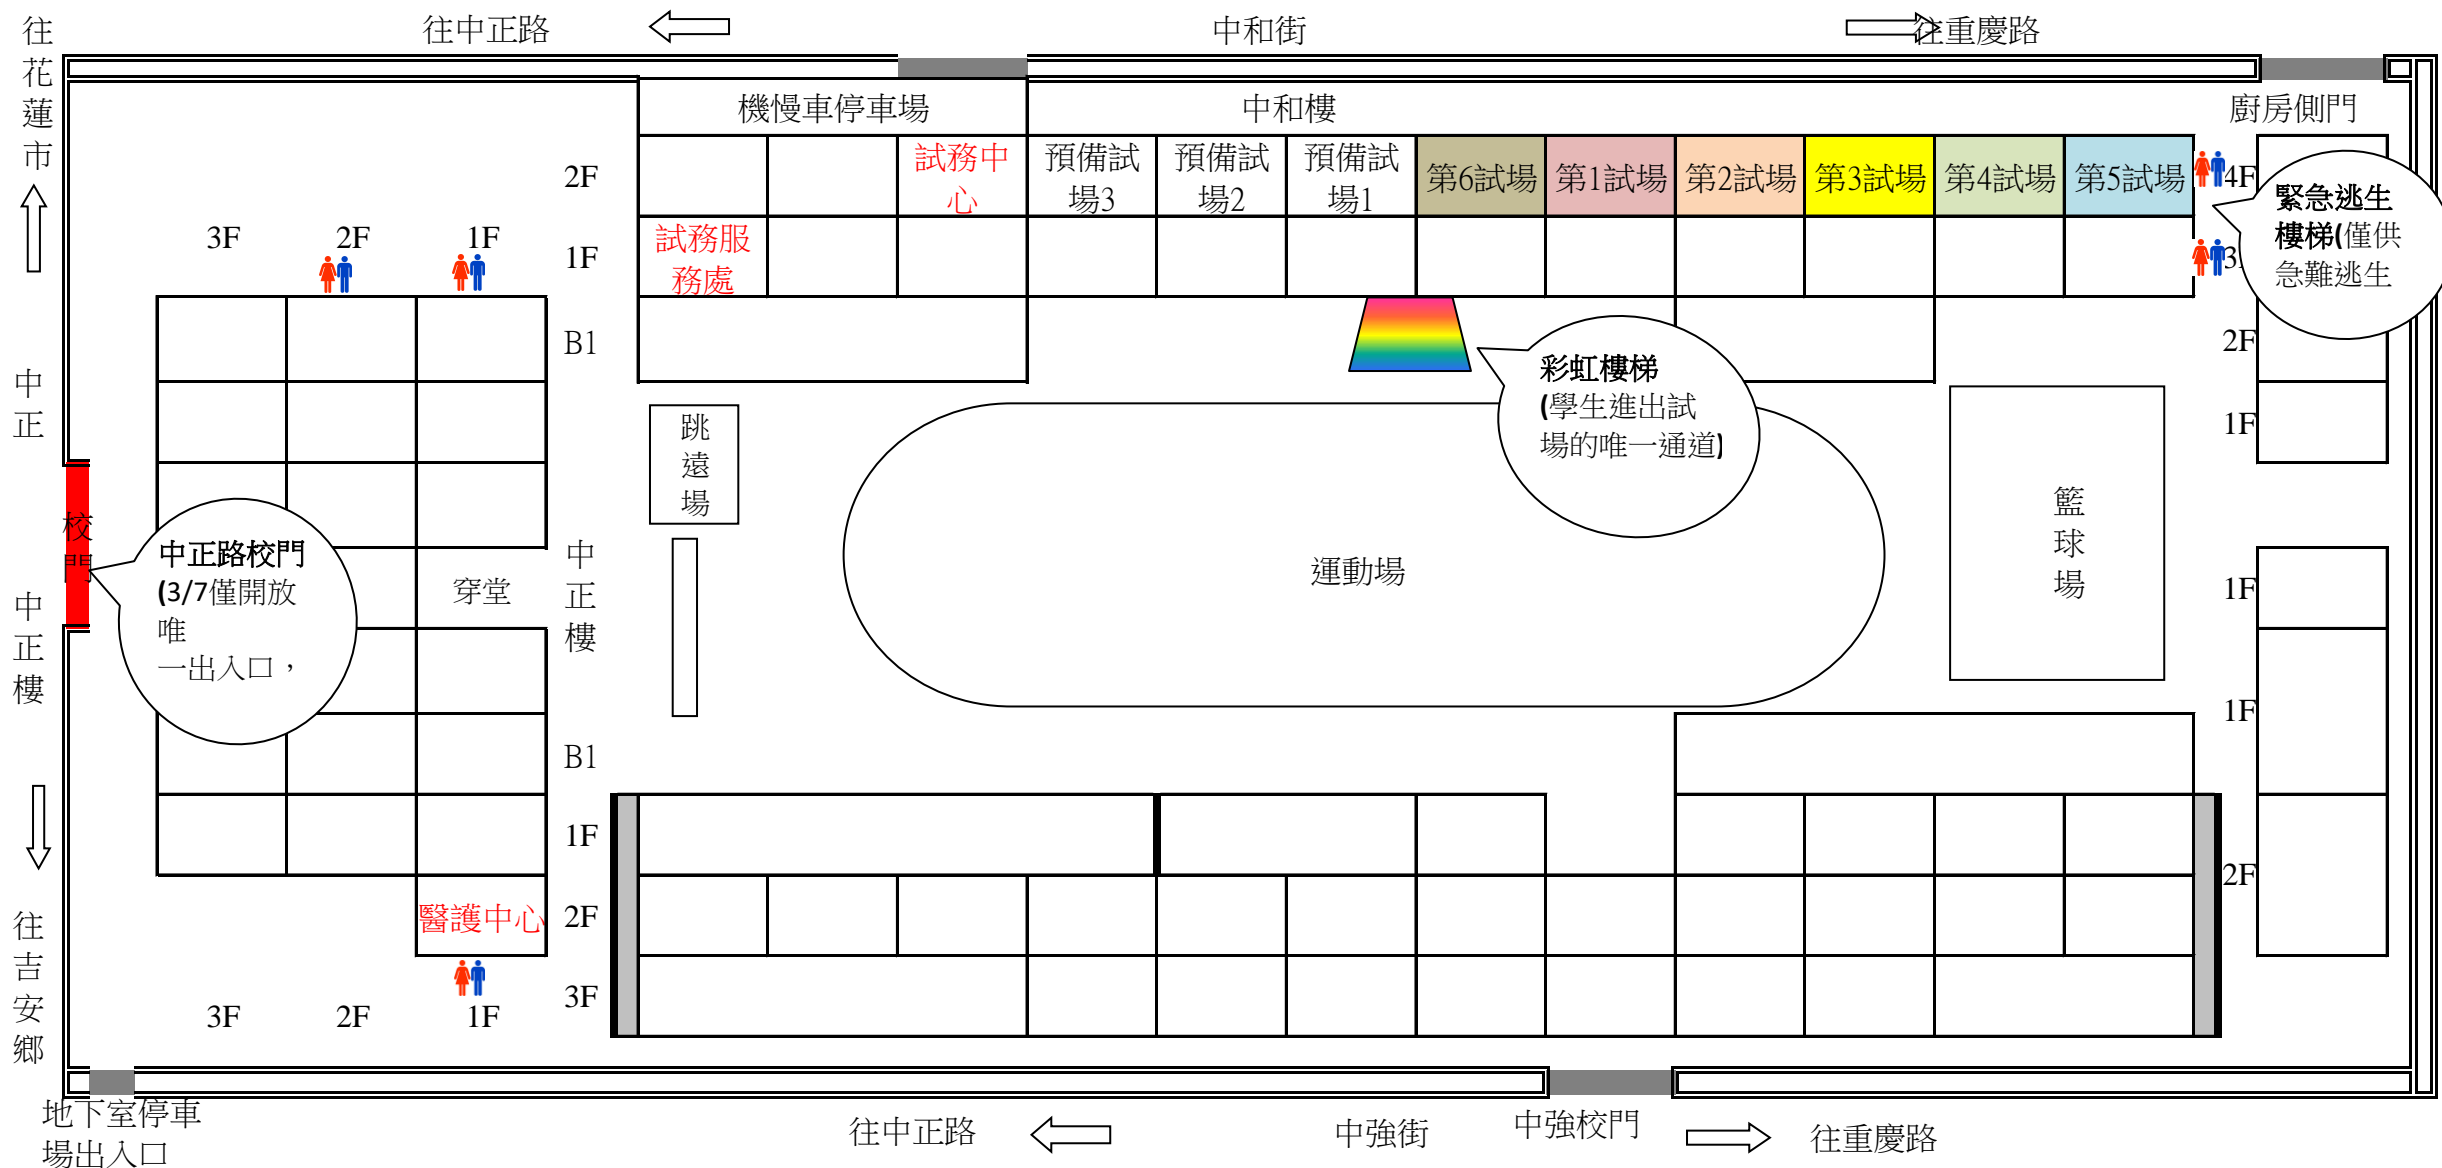 往花蓮市
往中正路
中和街
往重慶路
機慢車停車場
中和樓
廚房側門
2F
試務中
心
預備試
場3
預備試
場2
預備試
場1
第6試場
第1試場
第2試場
第3試場
第4試場
第5試場
4F
緊急逃生
樓梯(僅供
急難逃生
3F
2F
1F
1F
試務服
務處
3
B1
2F
1F
彩虹樓梯
(學生進出試
場的唯一通道)
跳遠場
籃球場
運動場
中正
校門
中正路校門
(3/7僅開放
唯
一出入口，
穿堂
中正樓
中正樓
1F
1F
B1
1F
2F
醫護中心
2F
3F
3F
2F
1F
往吉安鄉
地下室停車
場出入口
往中正路
中強街
中強校門
往重慶路